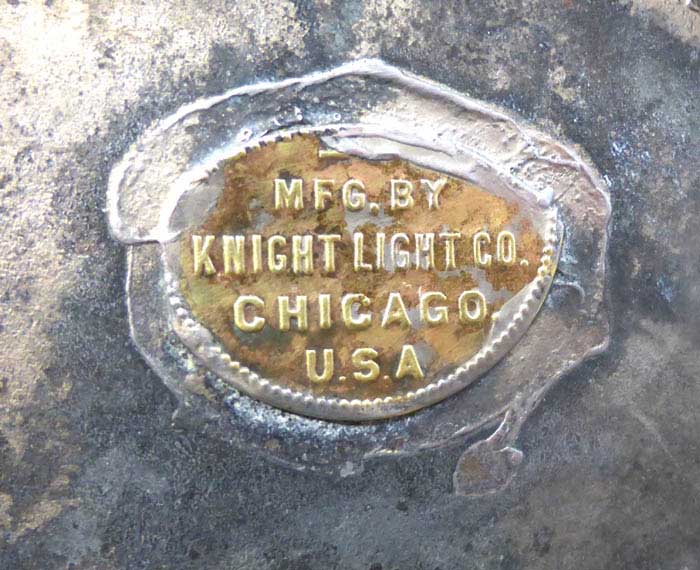 MFG. BY
KNIGHT LIGHT CO.
CHICAGO.
U.S.A